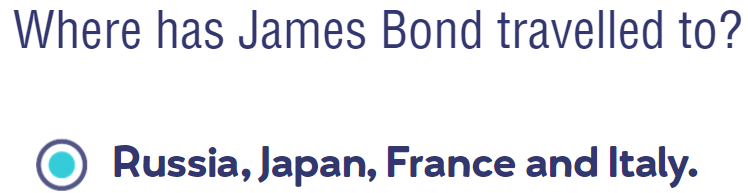 Where has James Bond travelled to?
Russia, Japan, France and Italy.